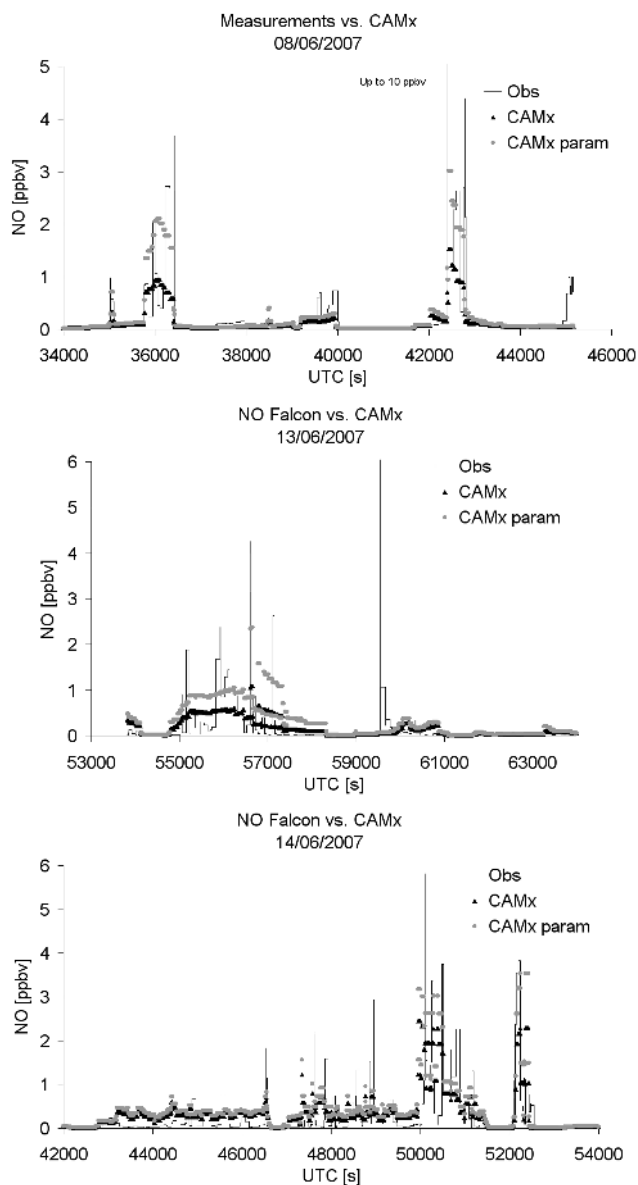 Measurements vs. CAMx
08/06/2007
Up to 10 ppbv
Obs
CAMx
CAMx param
NO [ppbv]
5
4
3
2
1
0
34000 36000 38000 40000 42000 44000 46000
UTC [s]
NO Falcon vs. CAMx
13/06/2007
Obs
CAMx
CAMx param
NO [ppbv]
6
5
4
3
2
1
0
53000 55000 57000 59000 61000 63000
UTC [s]
NO Falcon vs. CAMx
14/06/2007
Obs
CAMx
CAMx param
NO [ppbv]
6
5
4
3
2
1
0
42000 44000 46000 48000 50000 52000 54000
UTC [s]